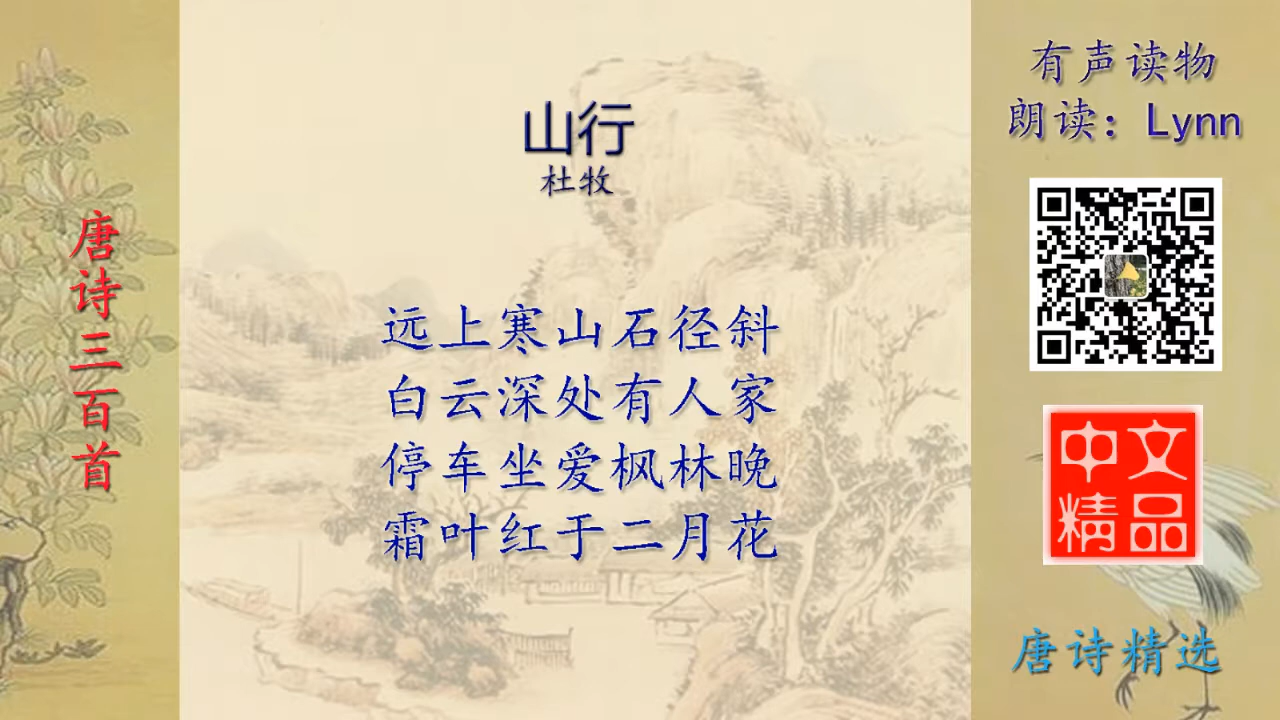 唐诗三百首
山行
杜牧
远上寒山石径斜
白云深处有人家
停车坐爱枫林晚
霜叶红于二月花
有声读物
朗读：Lynn
中文
精品
唐诗精选